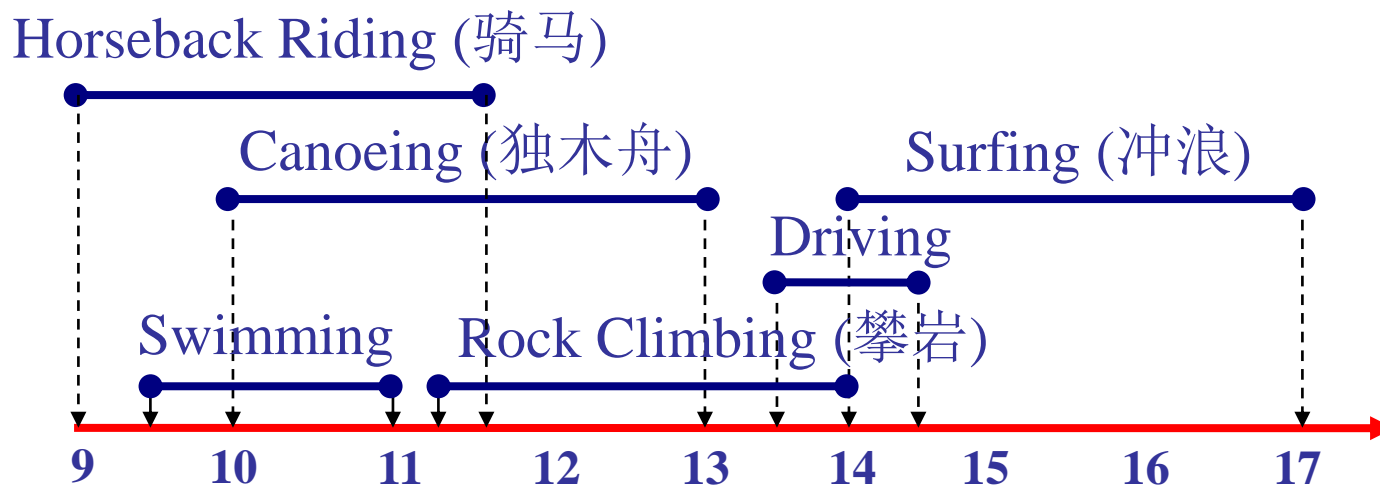 Horseback Riding (骑马)
Canoeing (独木舟)
Surfing (冲浪)
Driving
Swimming
Rock Climbing (攀岩)
9 10 11 12 13 14 15 16 17